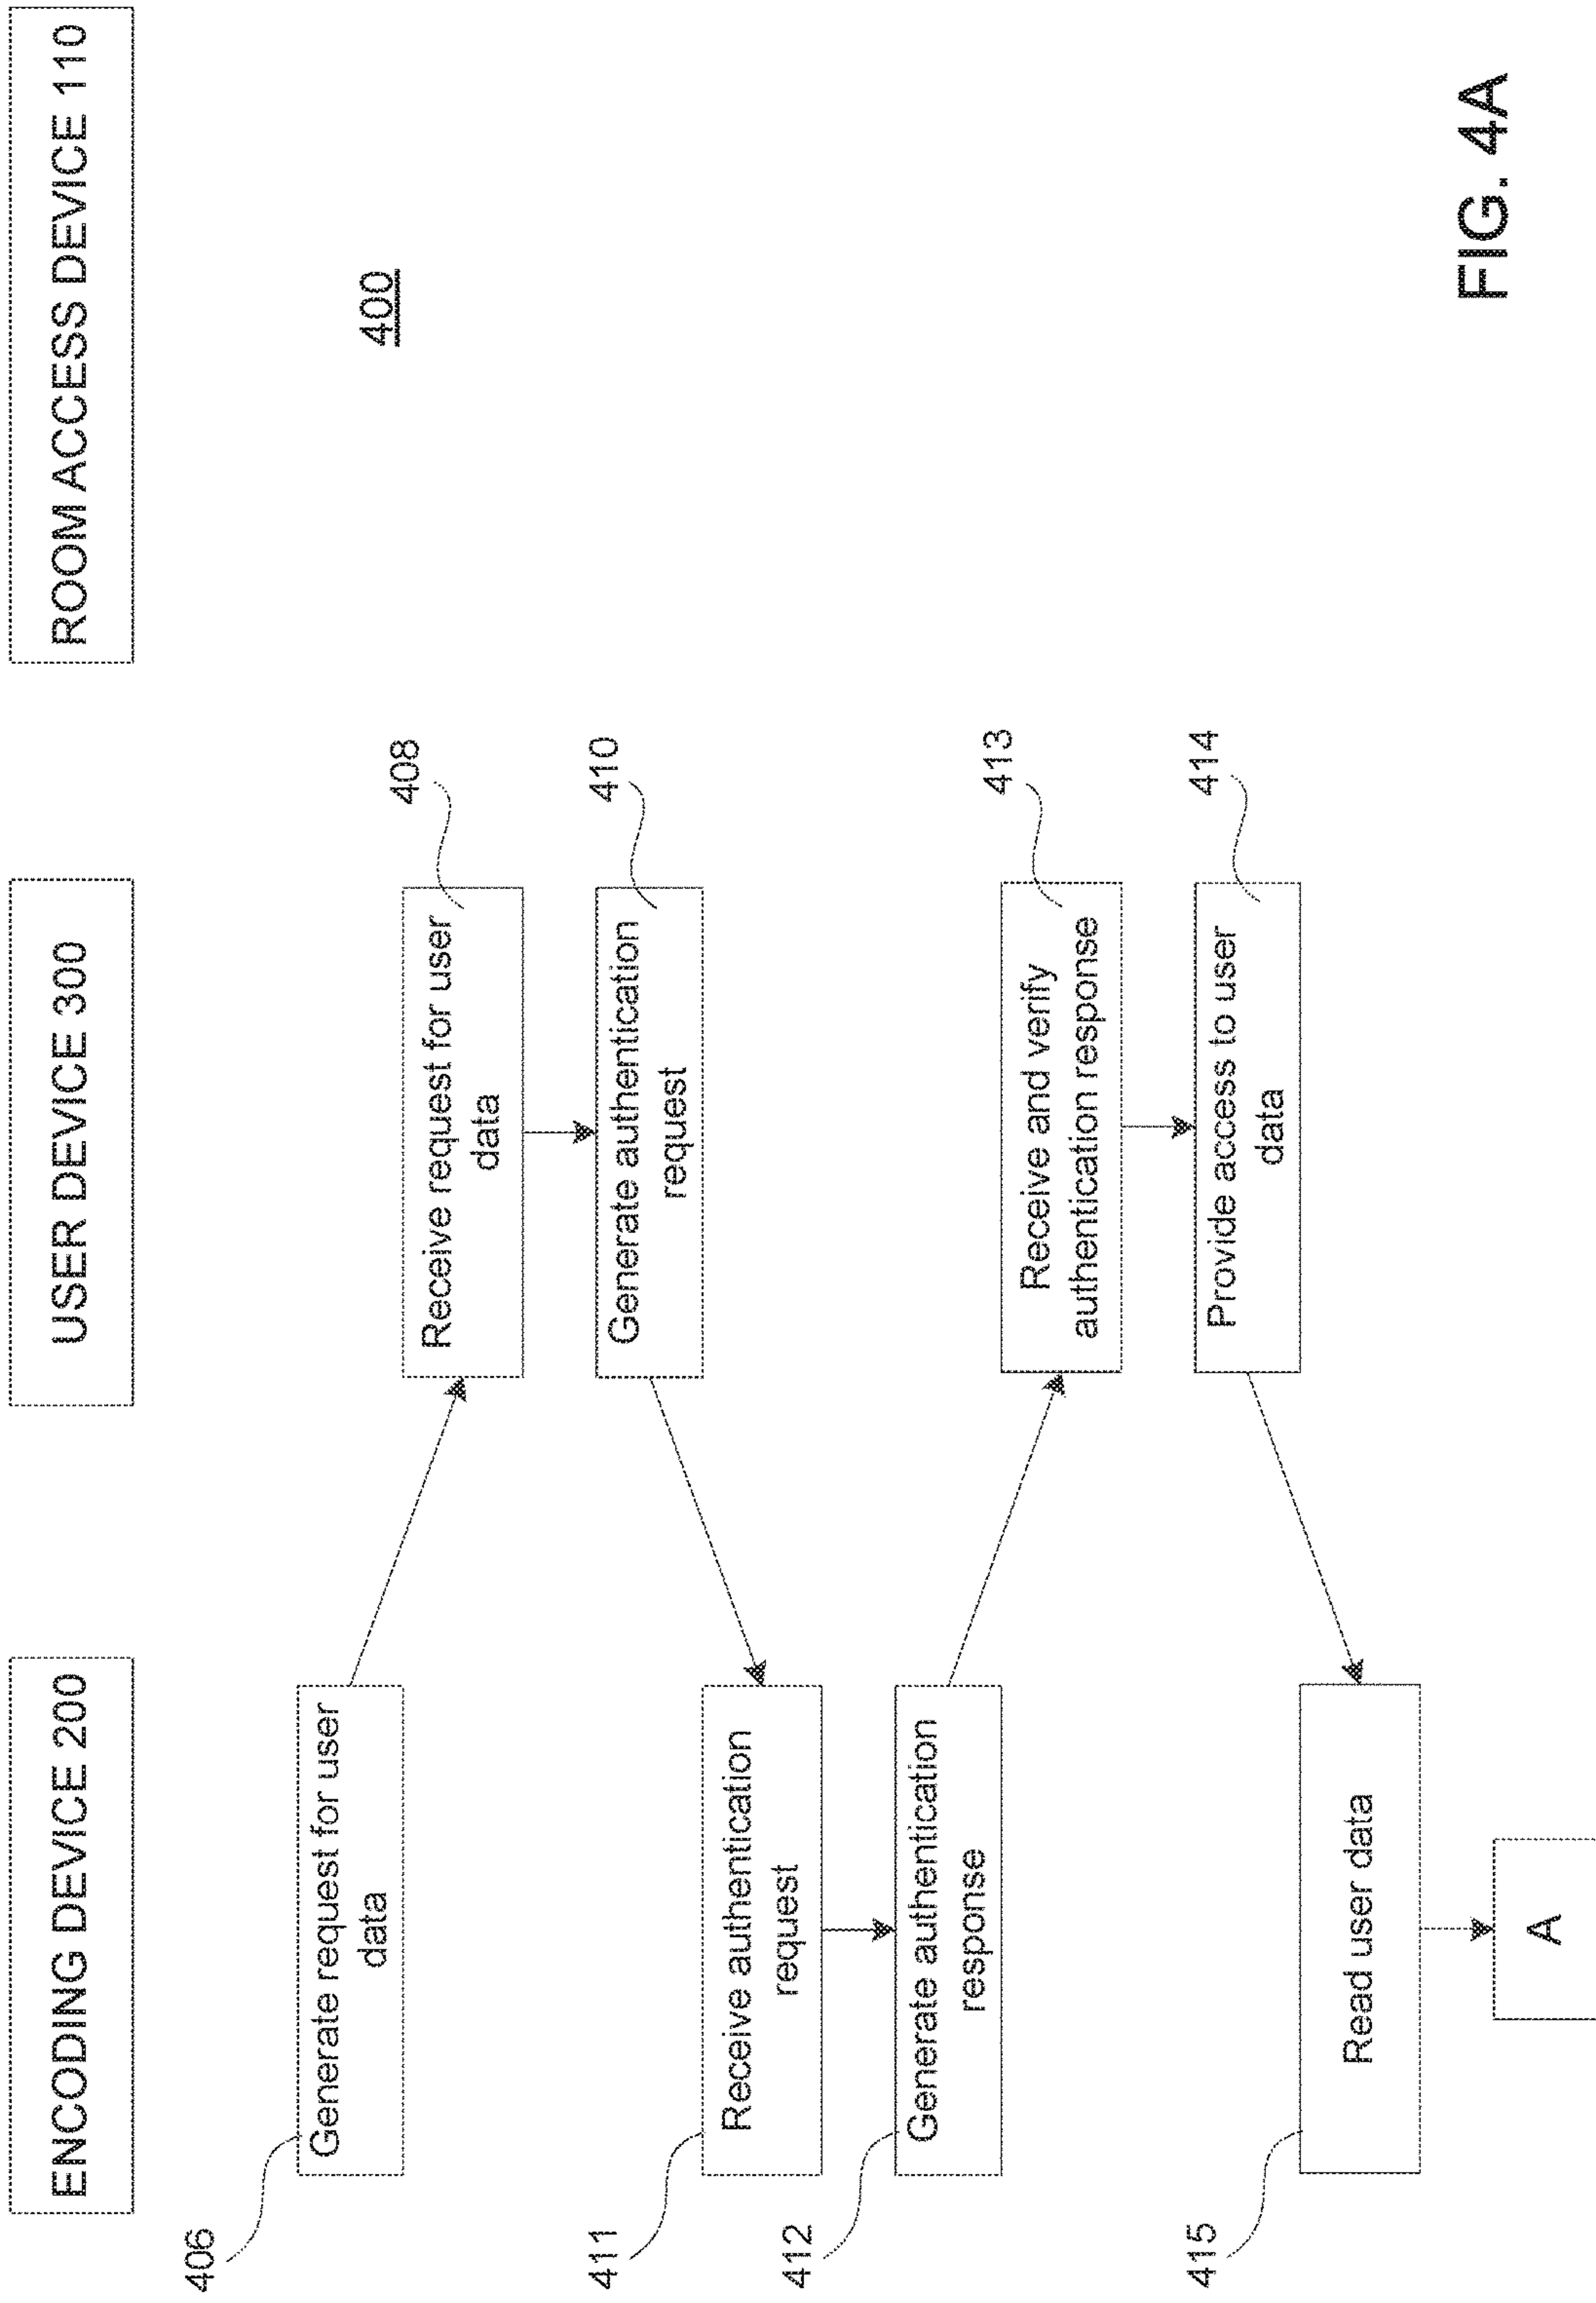 ENCODING DEVICE 200
USER DEVICE 300
ROOM ACCESS DEVICE 110
400
406
Generate request for user
data
408
Receive request for user
data
410
Generate authentication
request
411
Receive authentication
request
412
Generate authentication
response
413
Receive and verify
authentication response
414
Provide access to user
data
415
Read user data
A
FIG. 4A